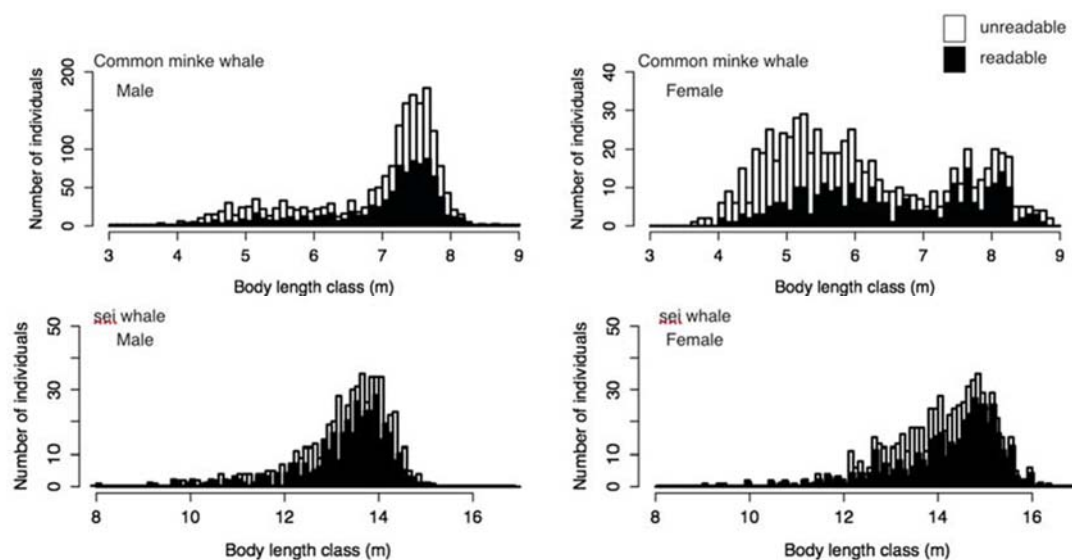 unreadable
readable
Common minke whale
Male
Number of individuals
200
100
50
0
3 4 5 6 7 8 9
Body length class (m)
Common minke whale
Female
Number of individuals
40
30
20
10
0
3 4 5 6 7 8 9
Body length class (m)
sei whale
Male
Number of individuals
50
30
10
0
8 10 12 14 16
Body length class (m)
sei whale
Female
Number of individuals
50
30
10
0
8 10 12 14 16
Body length class (m)